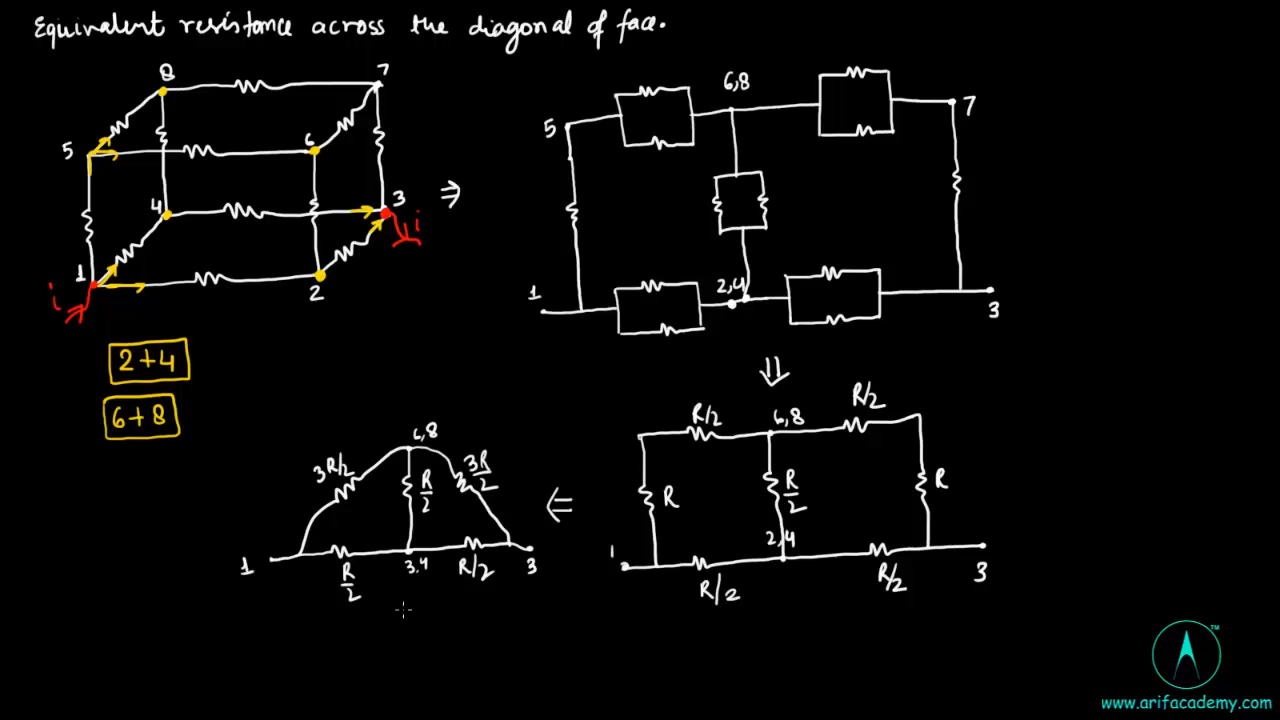 Equivalent resistance across the diagonal of face.
8
7
5
6
4
3
i
1
i
2
2+4
6+8
⇒
5
6,8
7
1
2,4
3
⇓
R/2
6,8
R/2
R
R/2
R
1
2,4
R/2
R/2
3
⇐
6,8
3R/2
R/2
3R/2
1
R/2
3,4
R/2
3
TM
www.arifacademy.com